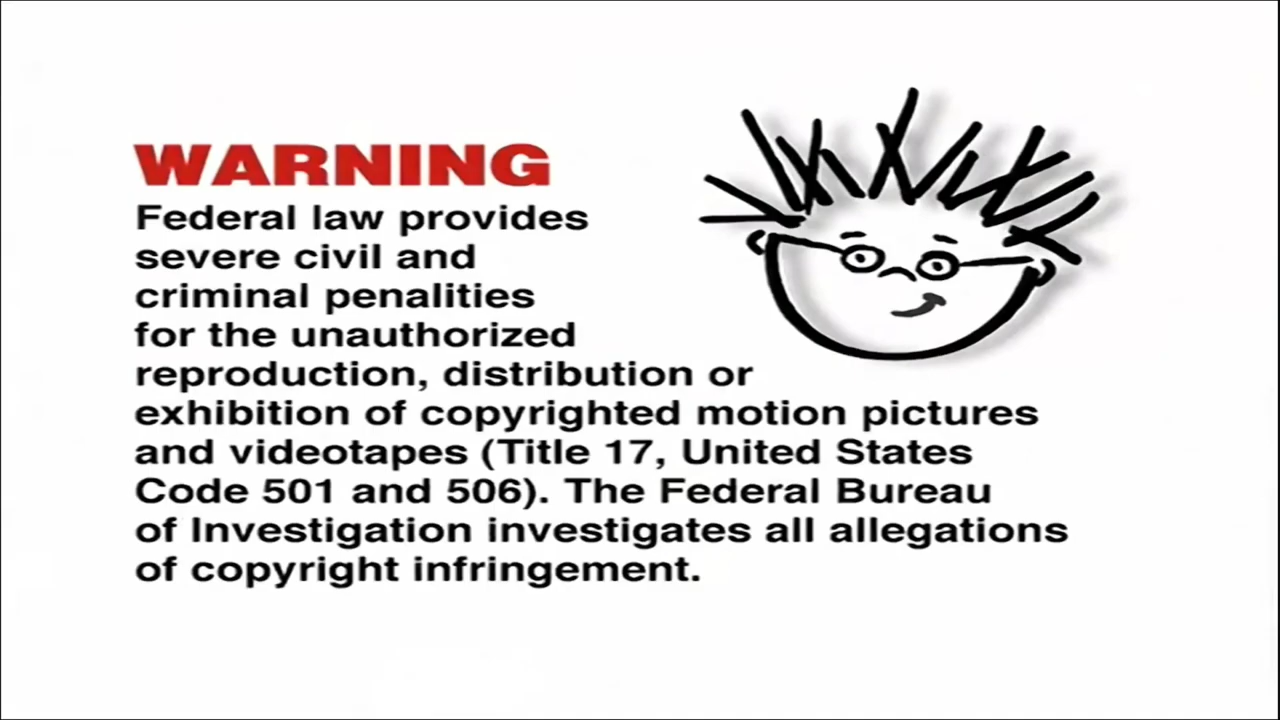 WARNING
Federal law provides
severe civil and
criminal penalities
for the unauthorized
reproduction, distribution or
exhibition of copyrighted motion pictures
and videotapes (Title 17, United States
Code 501 and 506). The Federal Bureau
of Investigation investigates all allegations
of copyright infringement.